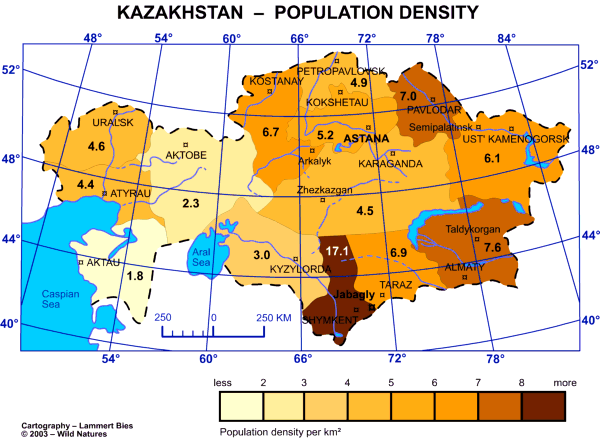 KAZAKHSTAN – POPULATION DENSITY
48° 60° 66° 72° 84°
52° 52°
PETROPAVLOVSK
KOSTANAY 4.9 7.0
KOKSHETAU PAVLODAR
URAL'SK 6.7 5.2 ASTANA Semipalatinsk
4.6 AKTOBE UST' KAMENOGORSK
48° Arkalyk KARAGANDA 6.1 48°
4.4 ATYRAU Zhezkazgan
2.3 4.5
Taldykorgan
44° 17.1 6.9 7.6 44°
Aral
Sea
AKTAU 3.0 KYZYLORDA ALMATY
1.8 TARAZ
Caspian
Sea
Jabagly
250 0 250 KM SHYMKENT
40° 40°
54° 60° 66° 72° 78°
less 2 3 4 5 6 7 8 more
Population density per km²
Cartography – Lammert Bies
© 2003 – Wild Natures